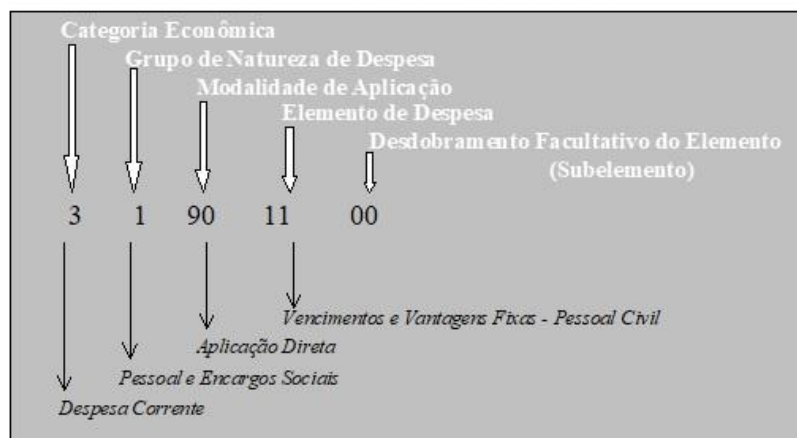 Categoria Econômica
Grupo de Natureza de Despesa
Modalidade de Aplicação
Elemento de Despesa
Desdobramento Facultativo do Elemento
(Subelemento)
3 1 90 11 00
Vencimentos e Vantagens Fixas - Pessoal Civil
Aplicação Direta
Pessoal e Encargos Sociais
Despesa Corrente